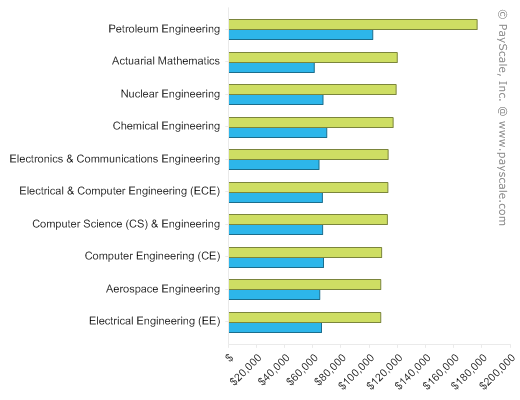 Petroleum Engineering
Actuarial Mathematics
Nuclear Engineering
Chemical Engineering
Electronics & Communications Engineering
Electrical & Computer Engineering (ECE)
Computer Science (CS) & Engineering
Computer Engineering (CE)
Aerospace Engineering
Electrical Engineering (EE)
$
$20,000
$40,000
$60,000
$80,000
$100,000
$120,000
$140,000
$160,000
$180,000
$200,000
© PayScale, Inc. @ www.payscale.com